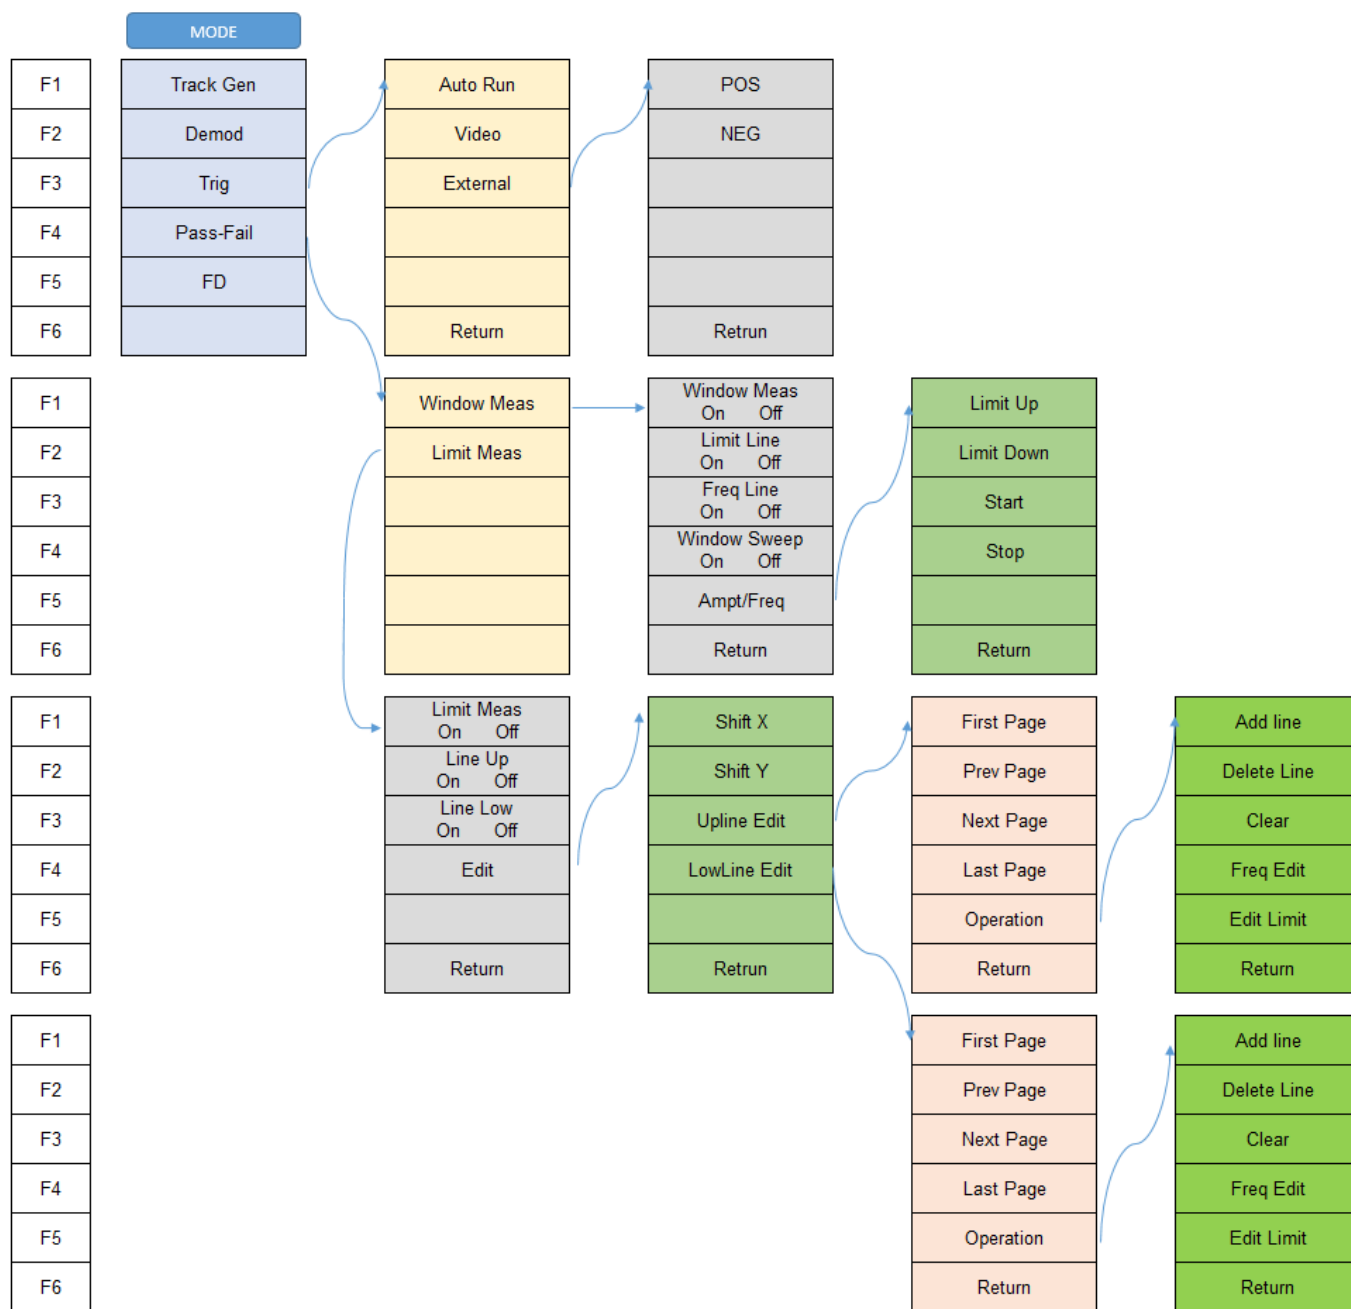 MODE
F1 Track Gen Auto Run POS
F2 Demod Video NEG
F3 Trig External
F4 Pass-Fail
F5 FD
F6 Return Retrun
F1 Window Meas Window Meas On Off Limit Up
F2 Limit Meas Limit Line On Off Limit Down
F3 Freq Line On Off Start
F4 Window Sweep On Off Stop
F5 Ampt/Freq
F6 Return Return
F1 Limit Meas On Off Shift X First Page Add line
F2 Line Up On Off Shift Y Prev Page Delete Line
F3 Line Low On Off Upline Edit Next Page Clear
F4 Edit LowLine Edit Last Page Freq Edit
F5 Operation Edit Limit
F6 Return Retrun Return Return
F1 First Page Add line
F2 Prev Page Delete Line
F3 Next Page Clear
F4 Last Page Freq Edit
F5 Operation Edit Limit
F6 Return Return